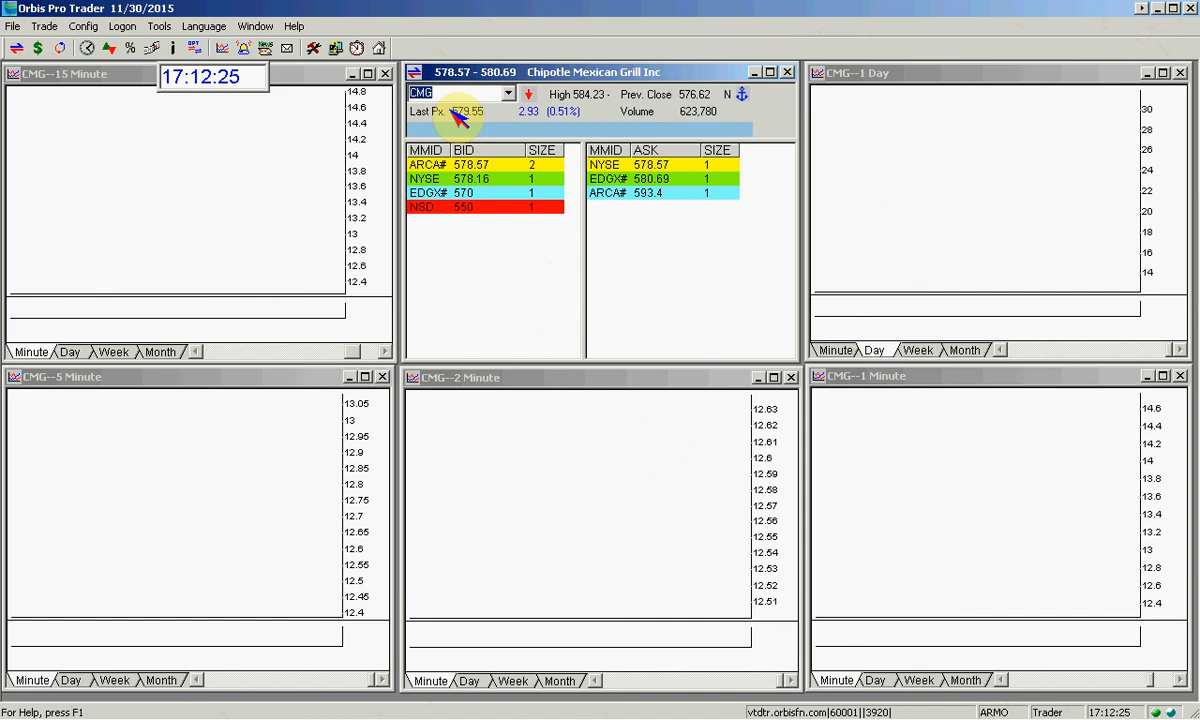 Orbis Pro Trader 11/30/2015
File Trade Config Logon Tools Language Window Help
17:12:25
CMG--15 Minute
14.8
14.6
14.4
14.2
14
13.8
13.6
13.4
13.2
13
12.8
12.6
12.4
Minute Day Week Month
578.57 - 580.69 Chipotle Mexican Grill Inc
CMG High 584.23 - Prev. Close 576.62 N
Last Px. 579.55 2.93 (0.51%) Volume 623,780
MMID BID SIZE MMID ASK SIZE
ARCA# 578.57 2 NYSE 578.57 1
NYSE 578.16 1 EDGX# 580.69 1
EDGX# 570 1 ARCA# 593.4 1
NSD... 550 1
CMG--1 Day
30
28
26
24
22
20
18
16
14
Minute Day Week Month
CMG--5 Minute
13.05
13
12.95
12.9
12.85
12.8
12.75
12.7
12.65
12.6
12.55
12.5
12.45
12.4
Minute Day Week Month
CMG--2 Minute
12.63
12.62
12.61
12.6
12.59
12.58
12.57
12.56
12.55
12.54
12.53
12.52
12.51
Minute Day Week Month
CMG--1 Minute
14.6
14.4
14.2
14
13.8
13.6
13.4
13.2
13
12.8
12.6
12.4
Minute Day Week Month
For Help, press F1 vtdtr.orbisfn.com|60001||3920| ARMO Trader 17:12:25